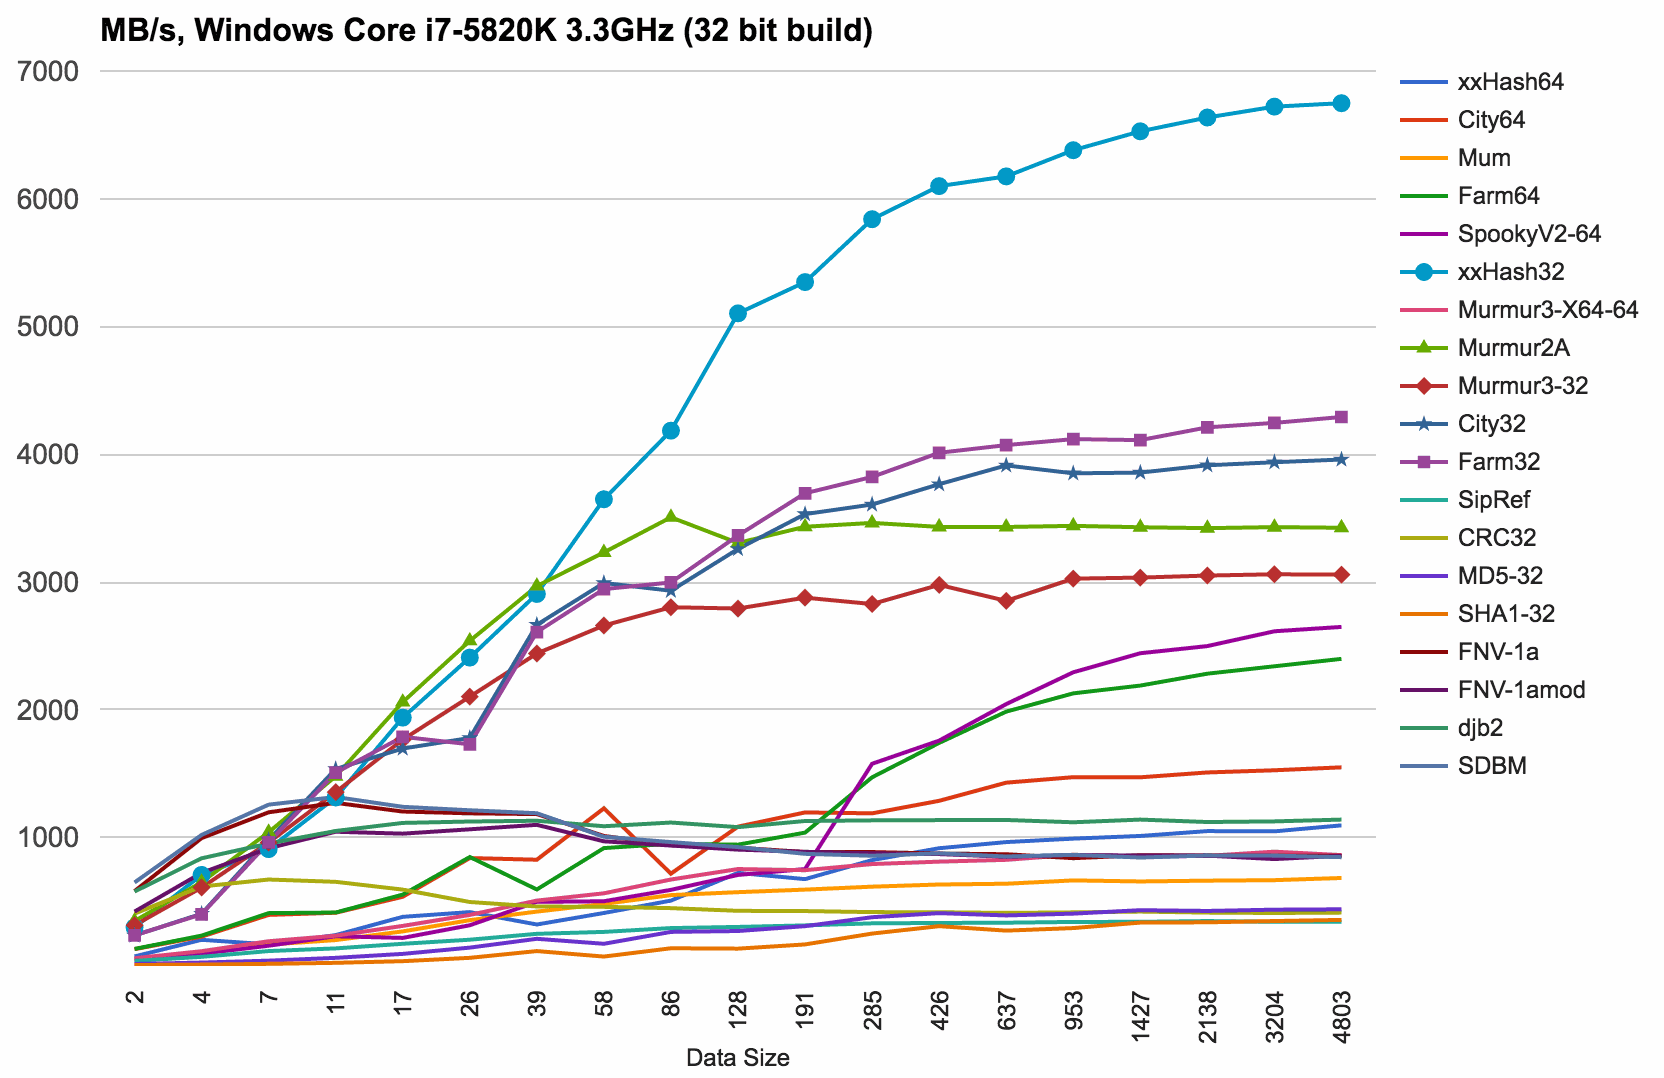 MB/s, Windows Core i7-5820K 3.3GHz (32 bit build)
7000
6000
5000
4000
3000
2000
1000
2 4 7 11 17 26 39 58 86 128 191 285 426 637 953 1427 2138 3204 4803
Data Size
xxHash64
City64
Mum
Farm64
SpookyV2-64
xxHash32
Murmur3-X64-64
Murmur2A
Murmur3-32
City32
Farm32
SipRef
CRC32
MD5-32
SHA1-32
FNV-1a
FNV-1amod
djb2
SDBM